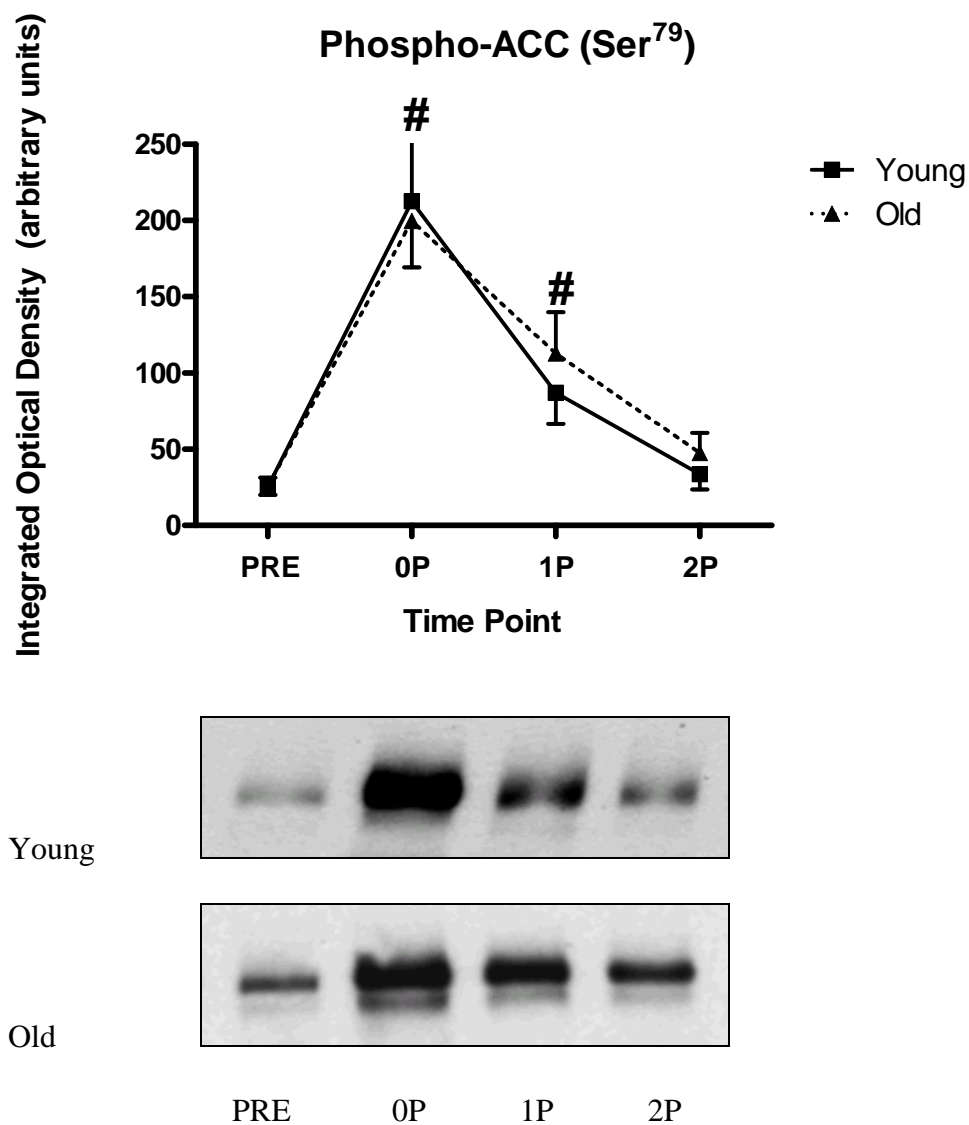 Phospho-ACC (Ser79)
Integrated Optical Density (arbitrary units)
#
#
250
200
150
100
50
0
PRE 0P 1P 2P
Time Point
Young
Old
Young
Old
PRE 0P 1P 2P